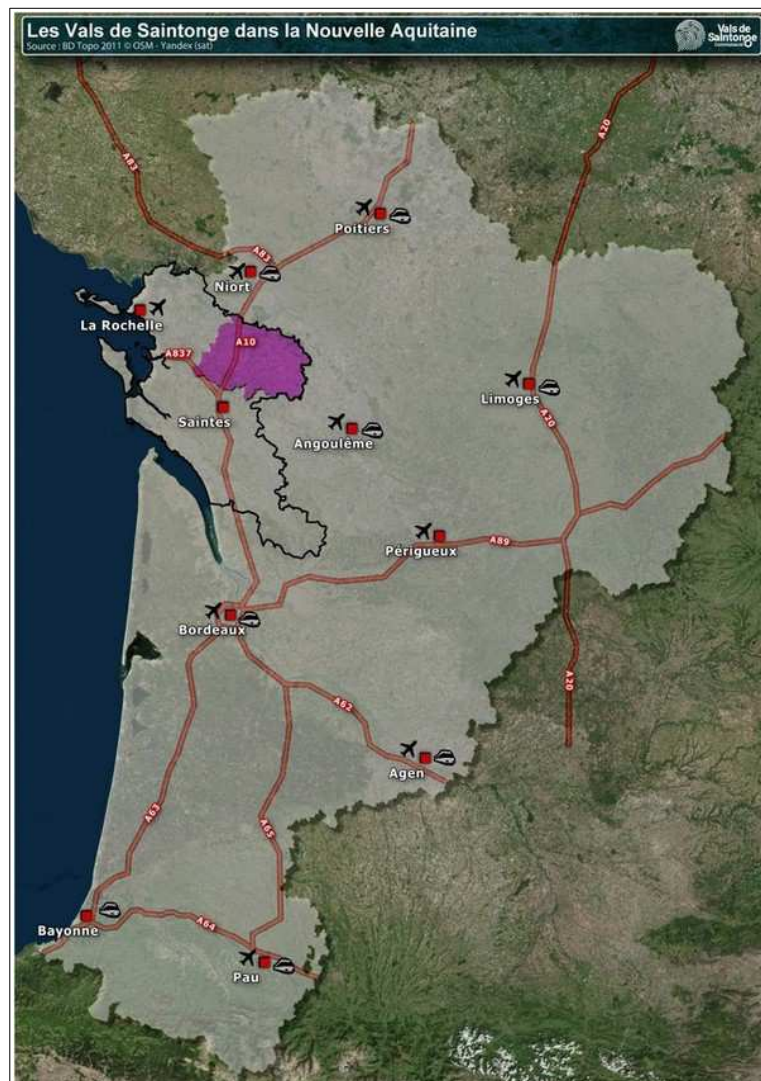 Les Vals de Saintonge dans la Nouvelle Aquitaine
Source : BD Topo 2011 © OSM - Yandex (sat)
Vals de
Saintonge
Communauté
A83
A20
Poitiers
A83
Niort
La Rochelle
A10
A837
Limoges
Saintes
A20
Angoulême
Périgueux
A89
Bordeaux
A20
A62
Agen
A63
A65
Bayonne
A64
Pau